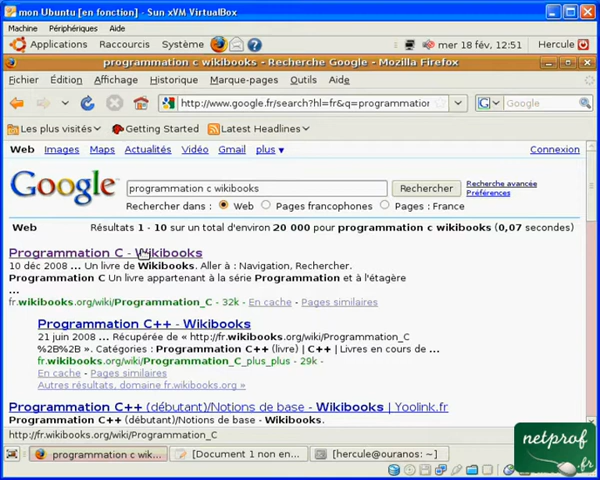 mon Ubuntu [en fonction] - Sun xVM VirtualBox
Machine Périphériques Aide
Applications Raccourcis Système mer 18 fév, 12:51 Hercule
programmation c wikibooks - Recherche Google - Mozilla Firefox
Fichier Édition Affichage Historique Marque-pages Outils Aide
http://www.google.fr/search?hl=fr&q=programmation Google
Les plus visités Getting Started Latest Headlines
Web Images Maps Actualités Vidéo Gmail plus ▼ Connexion
Google programmation c wikibooks Rechercher Recherche avancée
Préférences
Rechercher dans : Web Pages francophones Pages : France
Web Résultats 1 - 10 sur un total d'environ 20 000 pour programmation c wikibooks (0,07 secondes)
Programmation C - Wikibooks
10 déc 2008 ... Un livre de Wikibooks. Aller à : Navigation, Rechercher.
Programmation C Un livre appartenant à la série Programmation et à l'étagère
...
fr.wikibooks.org/wiki/Programmation_C - 32k - En cache - Pages similaires
Programmation C++ - Wikibooks
21 juin 2008 ... Récupérée de « http://fr.wikibooks.org/wiki/Programmation_C
%2B%2B ». Catégories : Programmation C++ (livre) | C++ | Livres en cours de ...
fr.wikibooks.org/wiki/Programmation_C_plus_plus - 29k -
En cache - Pages similaires
Autres résultats, domaine fr.wikibooks.org »
Programmation C++ (débutant)/Notions de base - Wikibooks | Yoolink.fr
Programmation C++ (débutant)/Notions de base - Wikibooks.
http://fr.wikibooks.org/wiki/Programmation_C
programmation c wik... [Document 1 non en... [hercule@ouranos: ~]
netprof
.fr